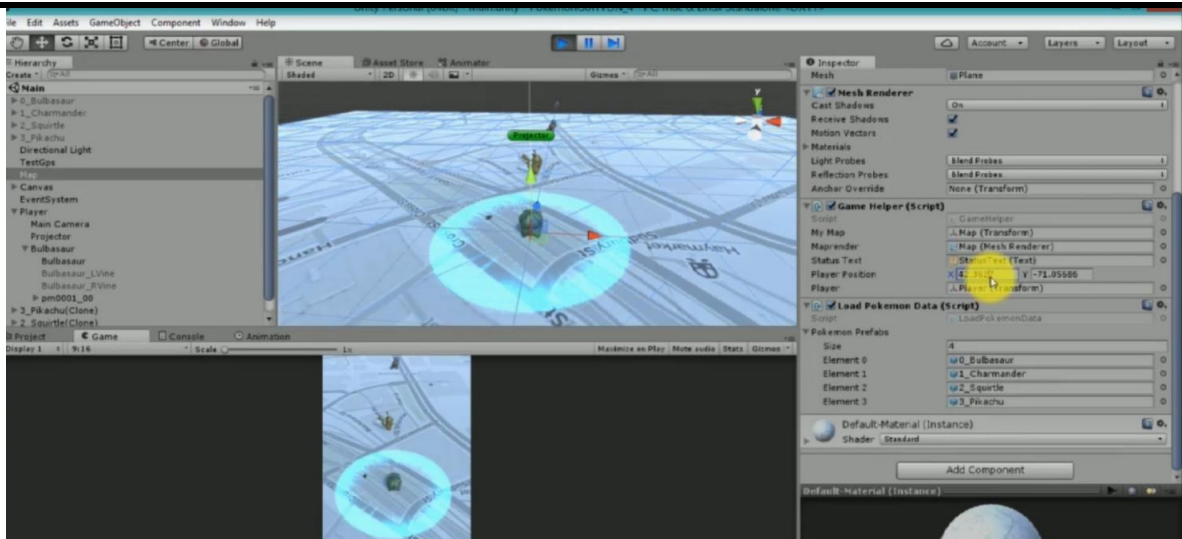 File Edit Assets GameObject Component Window Help
Center Global
Account Layers Layout
Hierarchy
Create
Main
0_Bulbasaur
1_Charmander
2_Squirtle
3_Pikachu
Directional Light
TestGps
Map
Canvas
EventSystem
Player
Main Camera
Projector
Bulbasaur
Bulbasaur
Bulbasaur_LVine
Bulbasaur_RVine
pm0001_00
3_Pikachu(Clone)
2_Squirtle(Clone)
Scene Asset Store Animator
Shaded 2D Gizmos All
Projector
Sudbury St
Haymarket
Project Game Console Animation
Display 1 9:16 Scale 1x Maximize on Play Mute audio Stats Gizmos
Inspector
Mesh Plane
Mesh Renderer
Cast Shadows On
Receive Shadows
Motion Vectors
Materials
Light Probes Blend Probes
Reflection Probes Blend Probes
Anchor Override None (Transform)
Game Helper (Script)
Script GameHelper
My Map Map (Transform)
Maprender Map (Mesh Renderer)
Status Text StatusText (Text)
Player Position X Y -71.05686
Player Player (Transform)
Load Pokemon Data (Script)
Script LoadPokemonData
Pokemon Prefabs
Size 4
Element 0 0_Bulbasaur
Element 1 1_Charmander
Element 2 2_Squirtle
Element 3 3_Pikachu
Default-Material (Instance)
Shader Standard
Add Component
Default-Material (Instance)